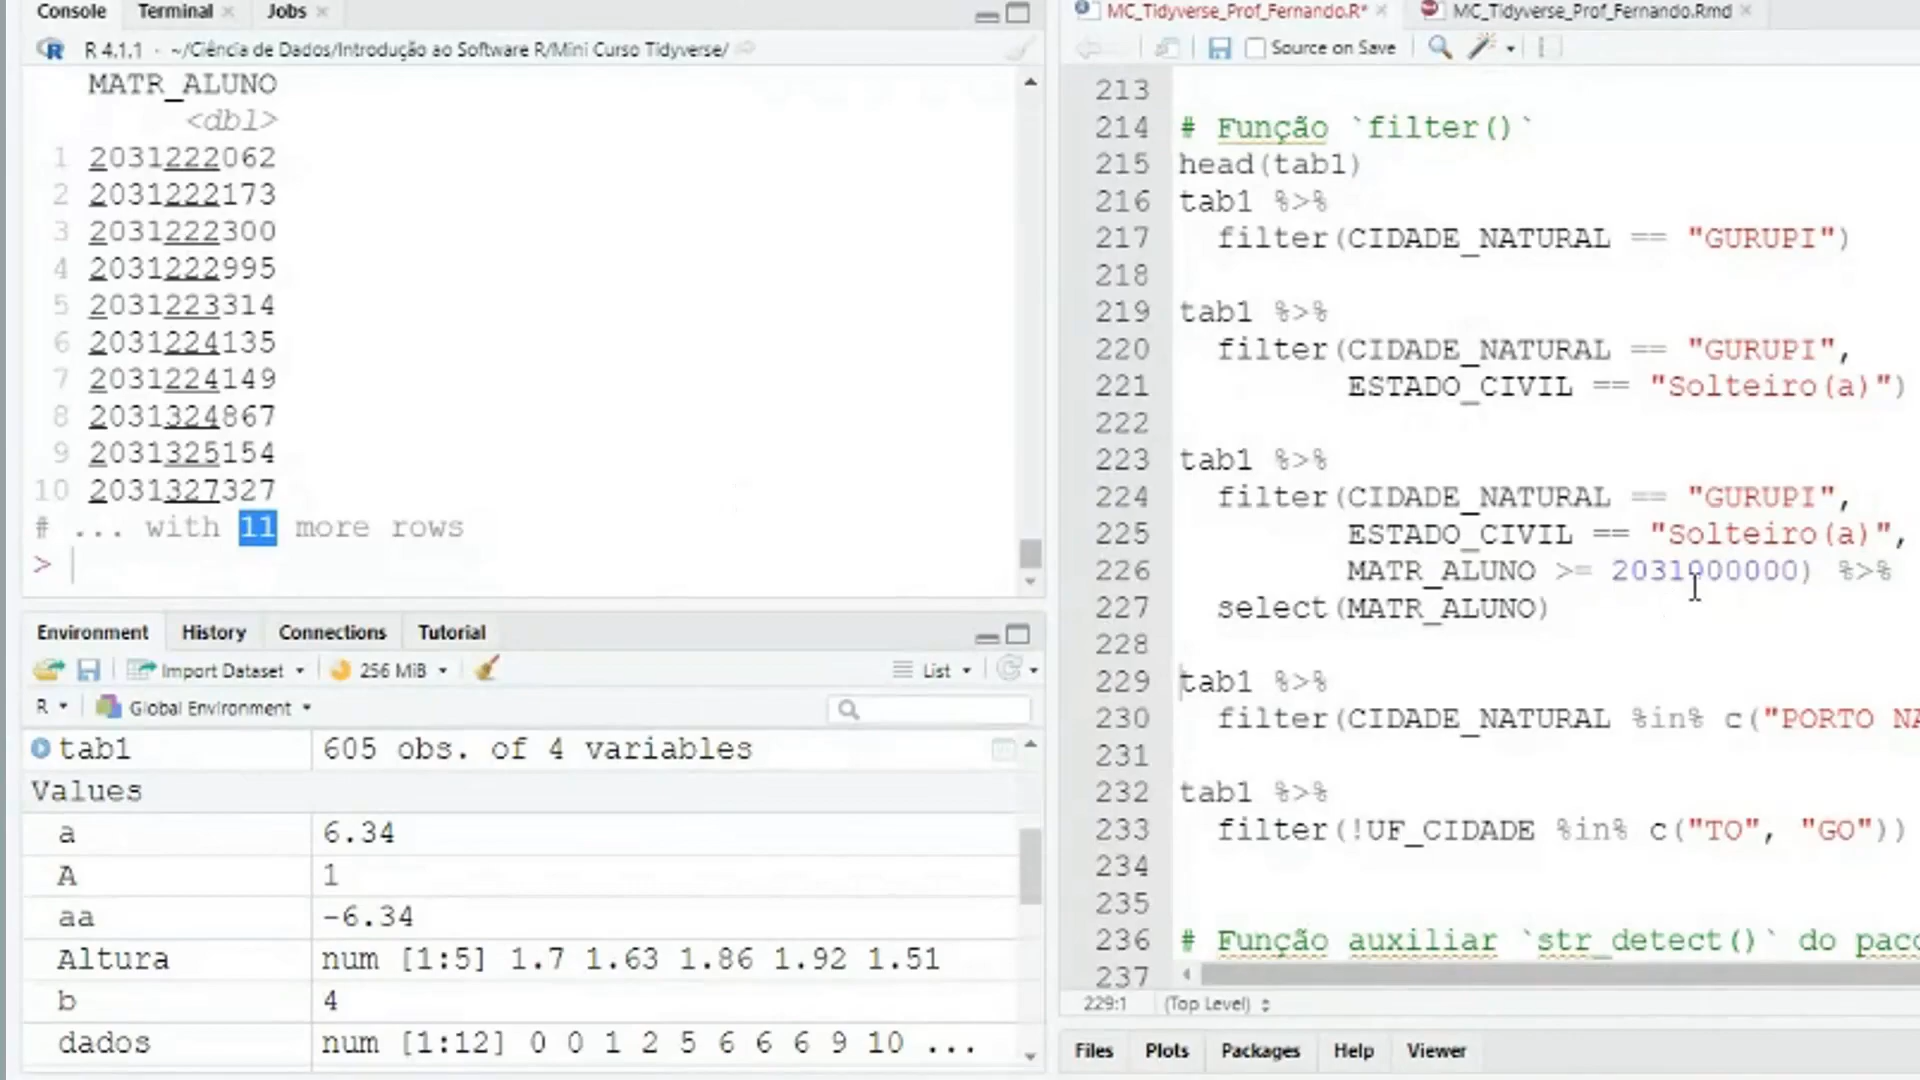 Console Terminal Jobs
R 4.1.1 · ~/Ciência de Dados/Introdução ao Software R/Mini Curso Tidyverse/
MATR_ALUNO
<dbl>
1 2031222062
2 2031222173
3 2031222300
4 2031222995
5 2031223314
6 2031224135
7 2031224149
8 2031324867
9 2031325154
10 2031327327
# ... with 11 more rows
>
Environment History Connections Tutorial
Import Dataset 256 MiB List
R Global Environment
tab1 605 obs. of 4 variables
Values
a 6.34
A 1
aa -6.34
Altura num [1:5] 1.7 1.63 1.86 1.92 1.51
b 4
dados num [1:12] 0 0 1 2 5 6 6 6 9 10 ...
MC_Tidyverse_Prof_Fernando.R* MC_Tidyverse_Prof_Fernando.Rmd
Source on Save
213
214 # Função `filter()`
215 head(tab1)
216 tab1 %>%
217 filter(CIDADE_NATURAL == "GURUPI")
218
219 tab1 %>%
220 filter(CIDADE_NATURAL == "GURUPI",
221 ESTADO_CIVIL == "Solteiro(a)")
222
223 tab1 %>%
224 filter(CIDADE_NATURAL == "GURUPI",
225 ESTADO_CIVIL == "Solteiro(a)",
226 MATR_ALUNO >= 2031000000) %>%
227 select(MATR_ALUNO)
228
229 tab1 %>%
230 filter(CIDADE_NATURAL %in% c("PORTO NA
231
232 tab1 %>%
233 filter(!UF_CIDADE %in% c("TO", "GO"))
234
235
236 # Função auxiliar `str_detect()` do paco
237
229:1 (Top Level)
Files Plots Packages Help Viewer